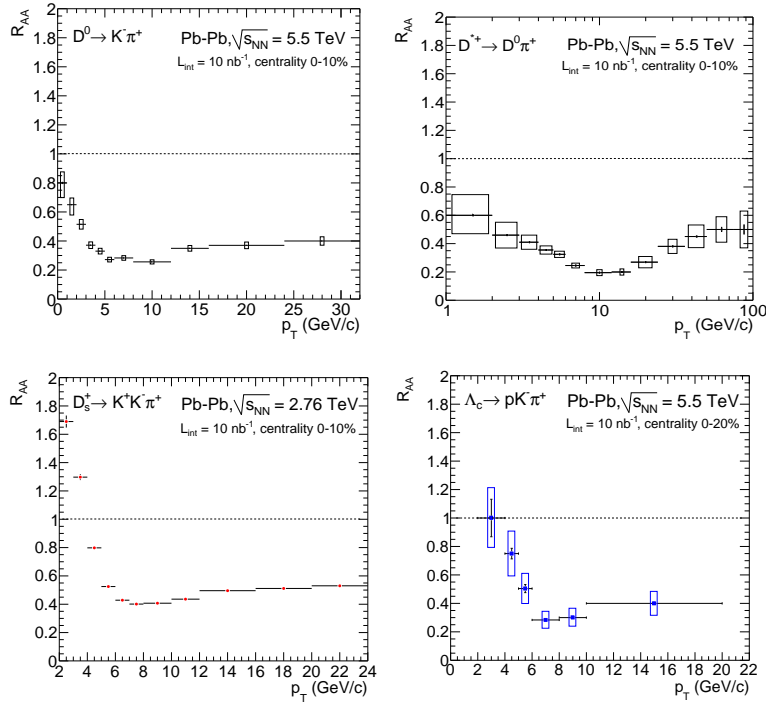 R_AA
D⁰→ K⁻π⁺
Pb-Pb,√s_NN = 5.5 TeV
L_int = 10 nb⁻¹, centrality 0-10%
2
1.8
1.6
1.4
1.2
1
0.8
0.6
0.4
0.2
0
0 5 10 15 20 25 30
p_T (GeV/c)
R_AA
D*⁺→ D⁰π⁺
Pb-Pb,√s_NN = 5.5 TeV
L_int = 10 nb⁻¹, centrality 0-10%
2
1.8
1.6
1.4
1.2
1
0.8
0.6
0.4
0.2
0
1 10 100
p_T (GeV/c)
R_AA
D_s⁺→ K⁺K⁻π⁺
Pb-Pb,√s_NN = 2.76 TeV
L_int = 10 nb⁻¹, centrality 0-10%
2
1.8
1.6
1.4
1.2
1
0.8
0.6
0.4
0.2
0
2 4 6 8 10 12 14 16 18 20 22 24
p_T (GeV/c)
R_AA
Λ_c→ pK⁻π⁺
Pb-Pb,√s_NN = 5.5 TeV
L_int = 10 nb⁻¹, centrality 0-20%
2
1.8
1.6
1.4
1.2
1
0.8
0.6
0.4
0.2
0
0 2 4 6 8 10 12 14 16 18 20 22
p_T (GeV/c)